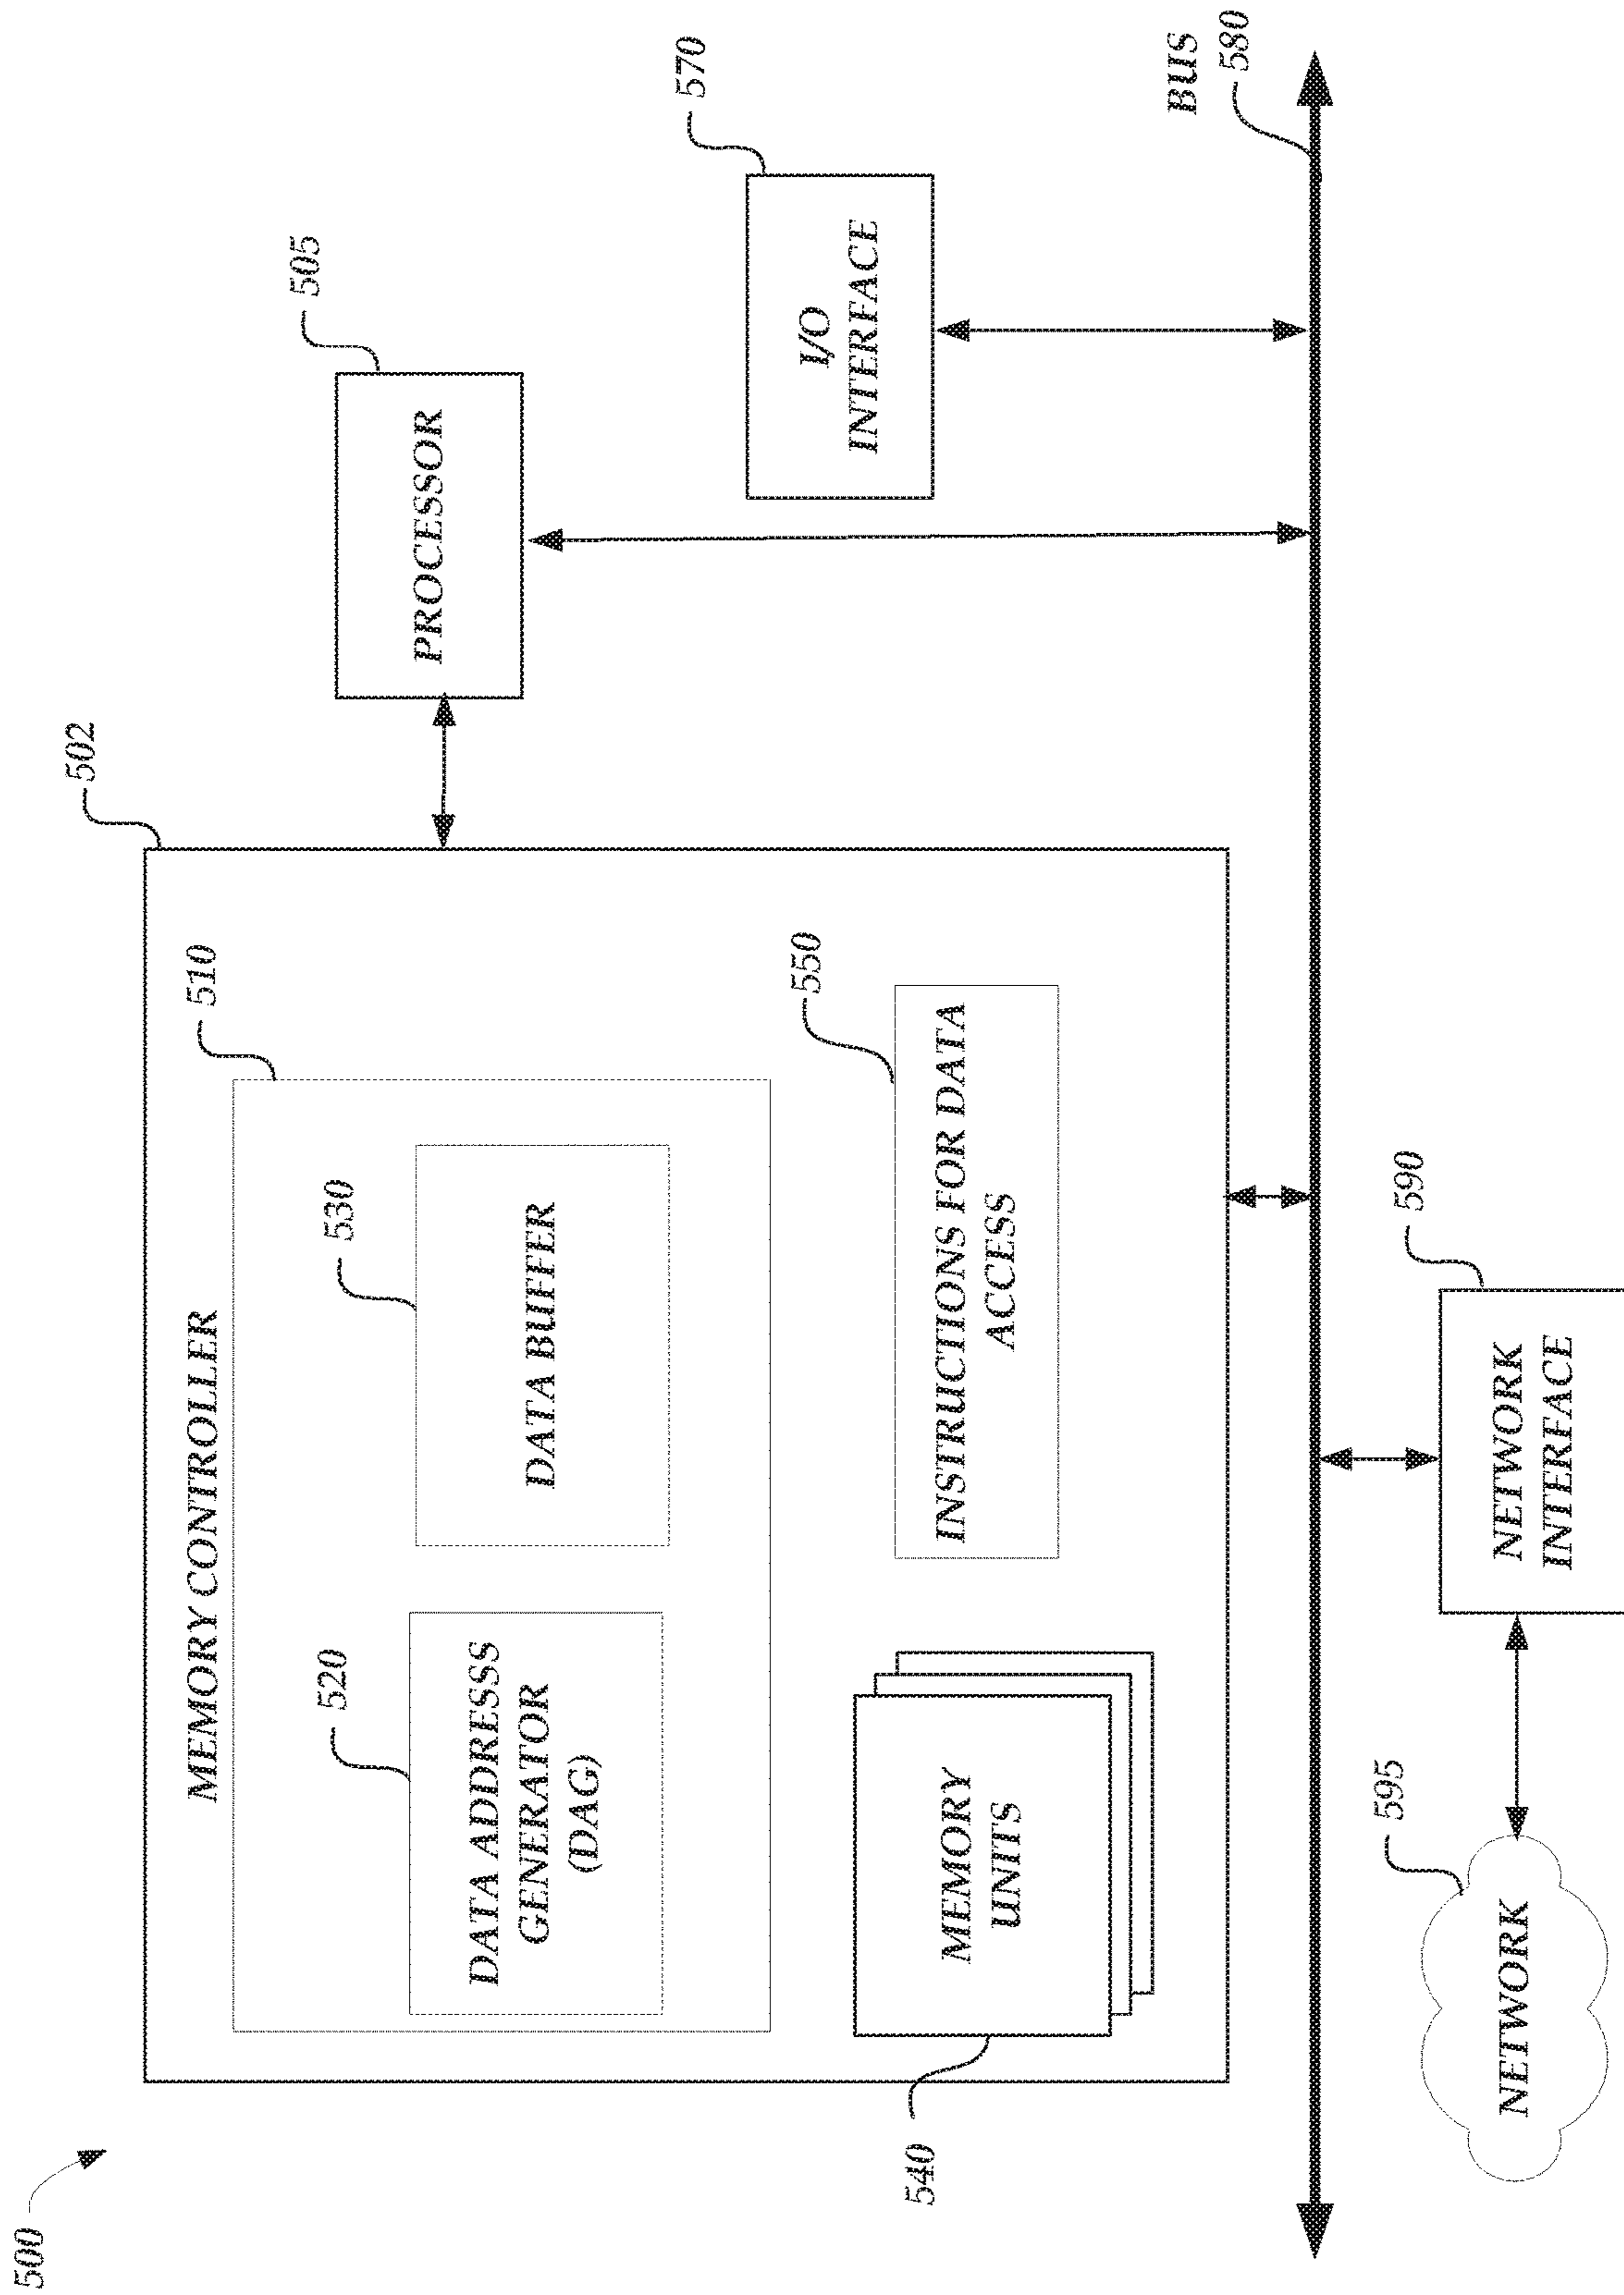 500
502
MEMORY CONTROLLER
510
520
DATA ADDRESS
GENERATOR
(DAG)
530
DATA BUFFER
540
MEMORY
UNITS
550
INSTRUCTIONS FOR DATA
ACCESS
505
PROCESSOR
570
I/O
INTERFACE
BUS
580
590
NETWORK
INTERFACE
595
NETWORK